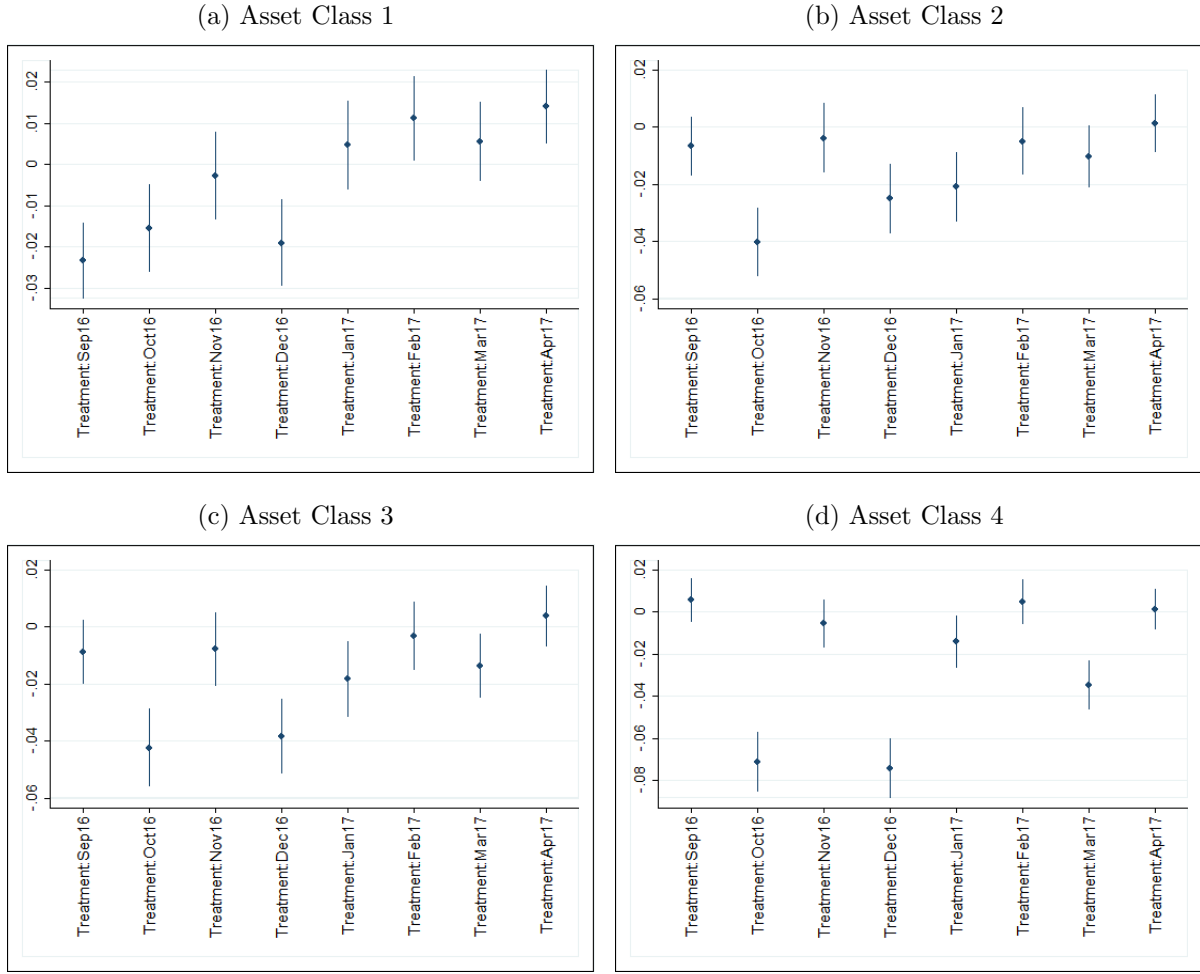 (a) Asset Class 1
.02
.01
0
-.01
-.02
-.03
Treatment:Sep16
Treatment:Oct16
Treatment:Nov16
Treatment:Dec16
Treatment:Jan17
Treatment:Feb17
Treatment:Mar17
Treatment:Apr17
(b) Asset Class 2
.02
0
-.02
-.04
-.06
Treatment:Sep16
Treatment:Oct16
Treatment:Nov16
Treatment:Dec16
Treatment:Jan17
Treatment:Feb17
Treatment:Mar17
Treatment:Apr17
(c) Asset Class 3
.02
0
-.02
-.04
-.06
Treatment:Sep16
Treatment:Oct16
Treatment:Nov16
Treatment:Dec16
Treatment:Jan17
Treatment:Feb17
Treatment:Mar17
Treatment:Apr17
(d) Asset Class 4
.02
0
-.02
-.04
-.06
-.08
Treatment:Sep16
Treatment:Oct16
Treatment:Nov16
Treatment:Dec16
Treatment:Jan17
Treatment:Feb17
Treatment:Mar17
Treatment:Apr17